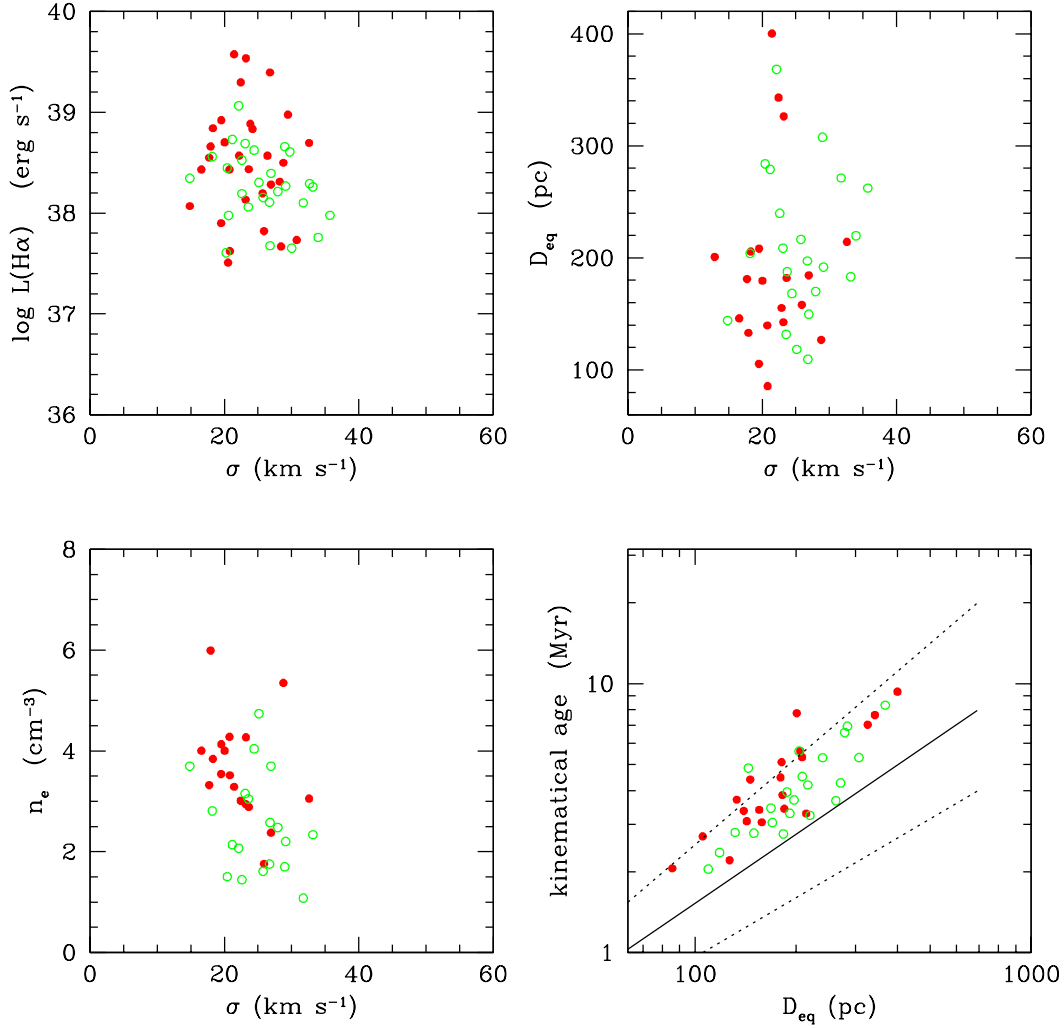 40
39
38
37
36
log L(Hα) (erg s⁻¹)
0 20 40 60
σ (km s⁻¹)
400
300
200
100
D_eq (pc)
0 20 40 60
σ (km s⁻¹)
8
6
4
2
0
n_e (cm⁻³)
0 20 40 60
σ (km s⁻¹)
10
1
kinematical age (Myr)
100 1000
D_eq (pc)